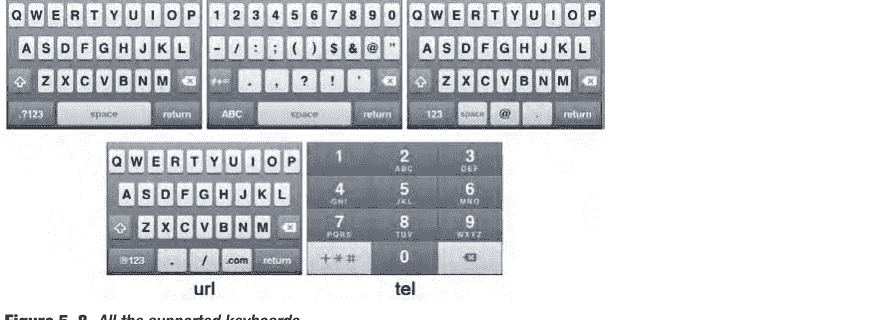 Q W E R T Y U I O P 1 2 3 4 5 6 7 8 9 0 Q W E R T Y U I O P
A S D F G H J K L - / : ; ( ) $ & @ " A S D F G H J K L
Z X C V B N M #+= . , ? ! ' Z X C V B N M
.?123 space return ABC space return 123 space @ . return
Q W E R T Y U I O P 1 2 ABC 3 DEF
A S D F G H J K L 4 GHI 5 JKL 6 MNO
Z X C V B N M 7 PQRS 8 TUV 9 WXYZ
@123 . / .com return +*# 0
url tel
Figure 5-8. All the supported keyboards